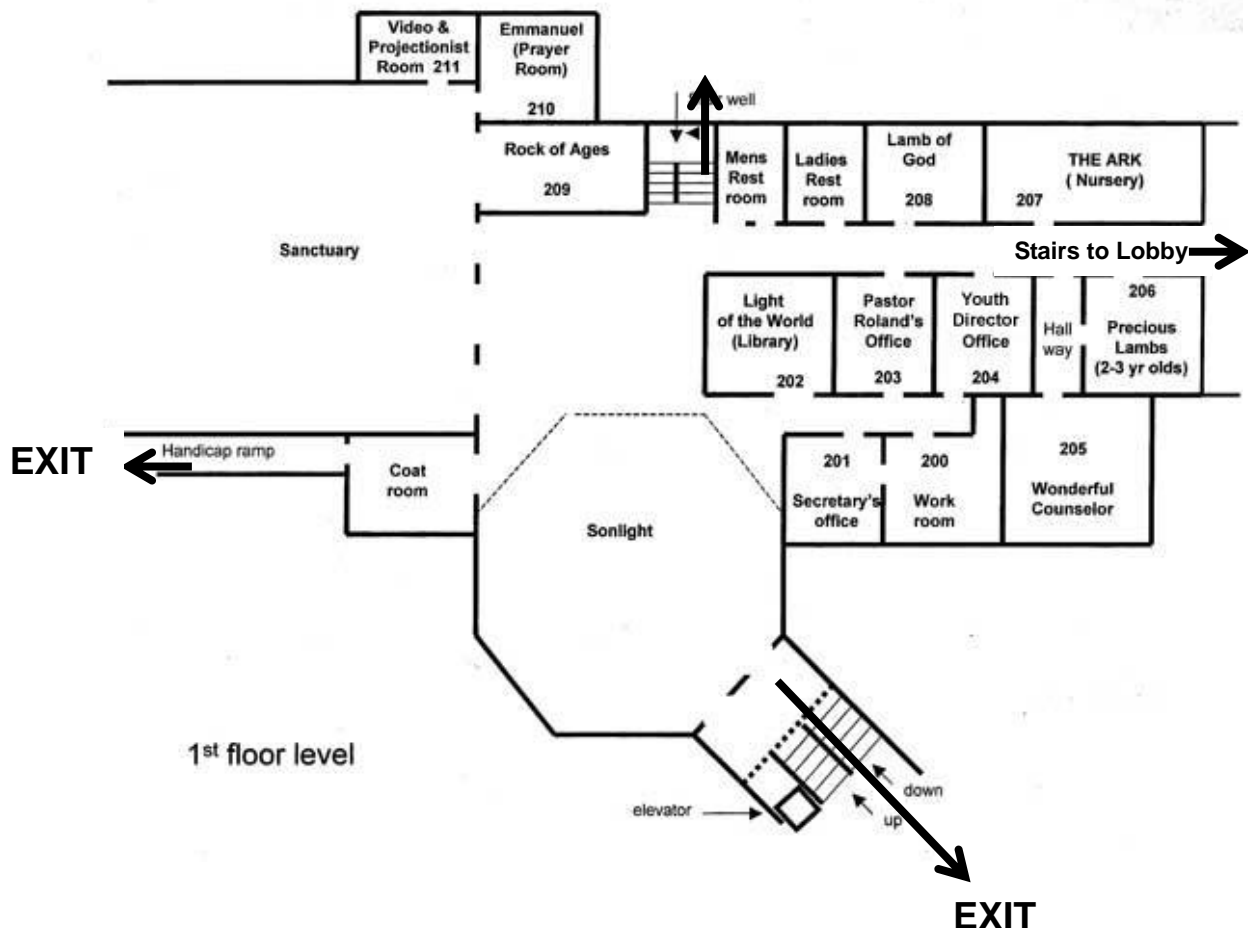 Video &
Projectionist
Room 211
Emmanuel
(Prayer
Room)
210
well
Rock of Ages
209
Mens
Rest
room
Ladies
Rest
room
Lamb of
God
208
THE ARK
( Nursery)
207
Sanctuary
Stairs to Lobby
Light
of the World
(Library)
202
Pastor
Roland's
Office
203
Youth
Director
Office
204
Hall
way
206
Precious
Lambs
(2-3 yr olds)
EXIT
Handicap ramp
Coat
room
201
Secretary's
office
200
Work
room
205
Wonderful
Counselor
Sonlight
1st floor level
elevator
down
up
EXIT